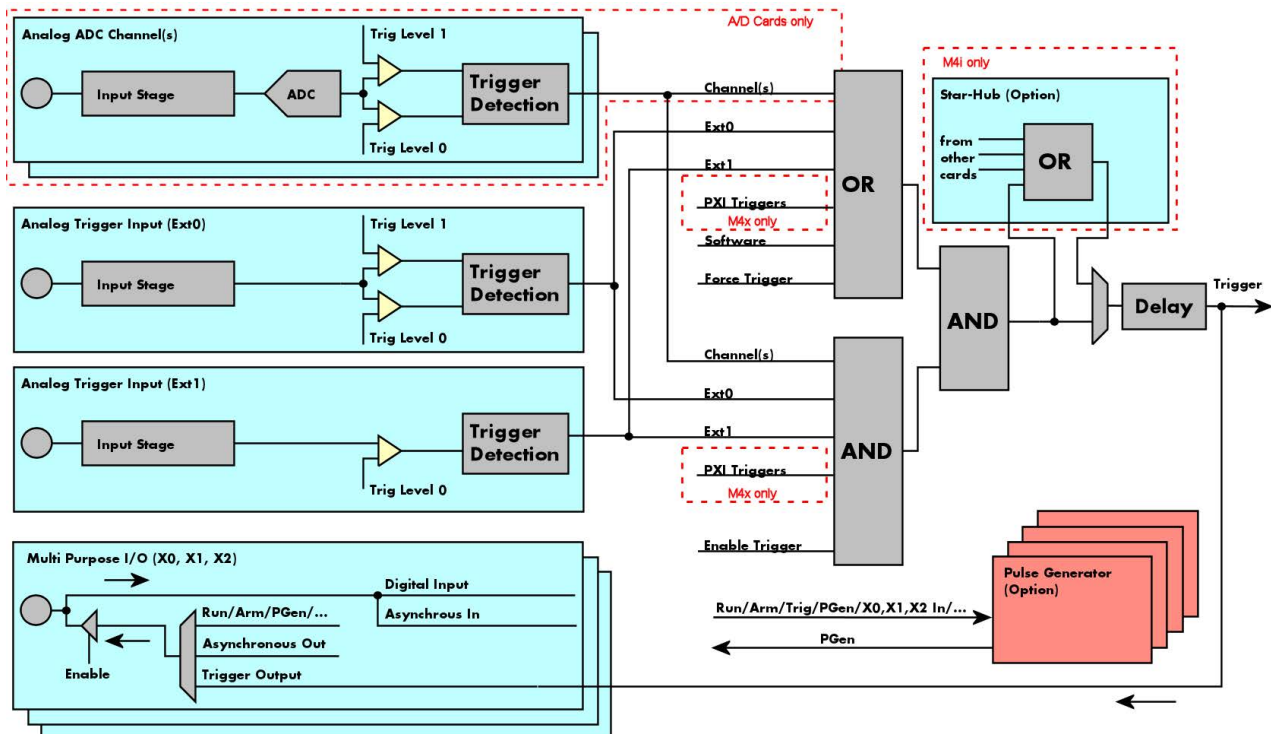 A/D Cards only
Analog ADC Channel(s)
Trig Level 1
Input Stage
ADC
Trigger
Detection
Trig Level 0
Channel(s)
Ext0
Ext1
PXI Triggers
M4x only
Software
Force Trigger
OR
M4i only
Star-Hub (Option)
from
other
cards
OR
Analog Trigger Input (Ext0)
Trig Level 1
Input Stage
Trigger
Detection
Trig Level 0
AND
Delay
Trigger
Analog Trigger Input (Ext1)
Input Stage
Trigger
Detection
Trig Level 0
Channel(s)
Ext0
Ext1
PXI Triggers
M4x only
Enable Trigger
AND
Multi Purpose I/O (X0, X1, X2)
Digital Input
Asynchrous In
Run/Arm/PGen/...
Asynchronous Out
Enable
Trigger Output
Pulse Generator
(Option)
Run/Arm/Trig/PGen/X0,X1,X2 In/...
PGen